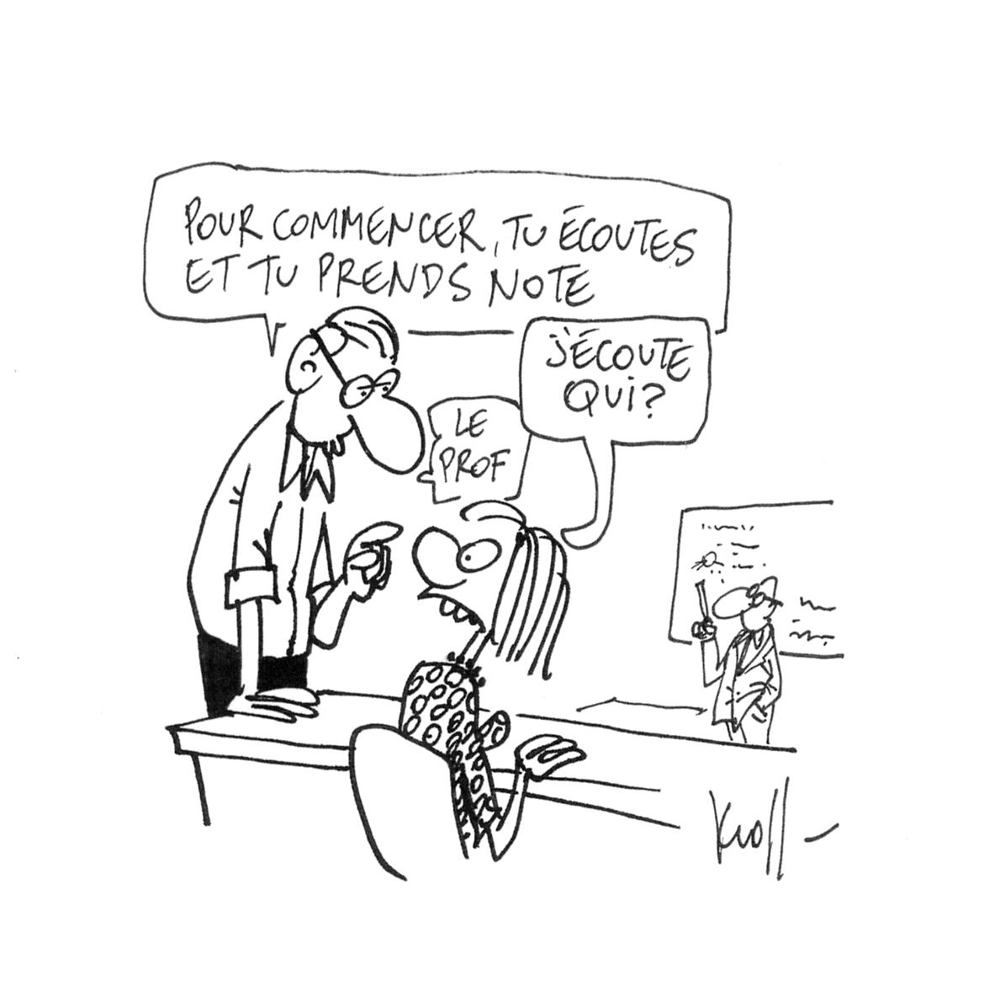 POUR COMMENCER, TU ÉCOUTES
ET TU PRENDS NOTE
J'ÉCOUTE
QUI?
LE
PROF
Kroll